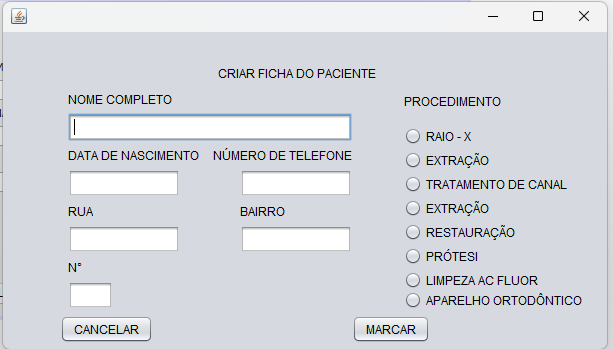 CRIAR FICHA DO PACIENTE
NOME COMPLETO
DATA DE NASCIMENTO
NÚMERO DE TELEFONE
RUA
BAIRRO
N°
CANCELAR
MARCAR
PROCEDIMENTO
RAIO - X
EXTRAÇÃO
TRATAMENTO DE CANAL
EXTRAÇÃO
RESTAURAÇÃO
PRÓTESI
LIMPEZA AC FLUOR
APARELHO ORTODÔNTICO